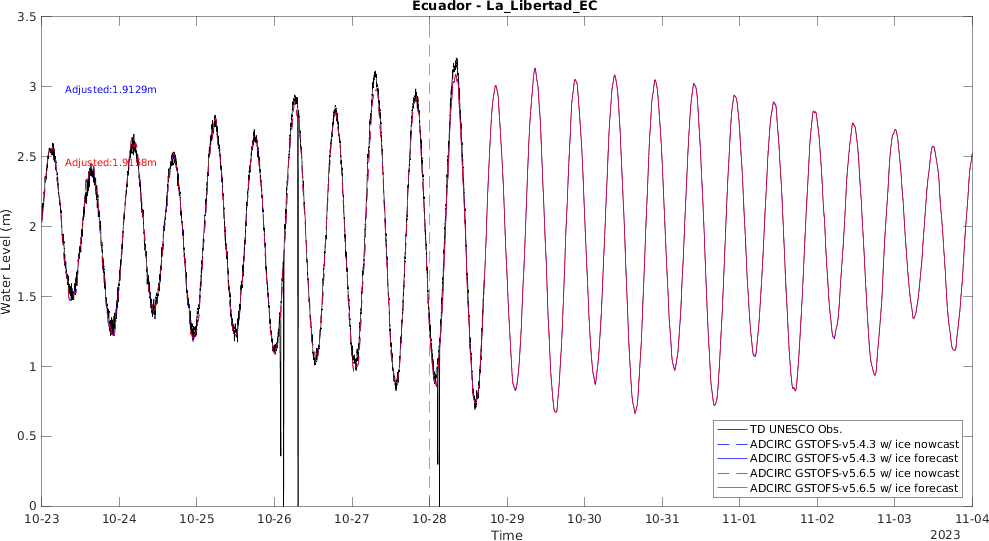 Ecuador - La_Libertad_EC
3.5
3
2.5
2
1.5
1
0.5
0
Water Level (m)
Adjusted:1.9129m
TD UNESCO Obs.
ADCIRC GSTOFS-v5.4.3 w/ ice nowcast
ADCIRC GSTOFS-v5.4.3 w/ ice forecast
ADCIRC GSTOFS-v5.6.5 w/ ice nowcast
ADCIRC GSTOFS-v5.6.5 w/ ice forecast
10-23 10-24 10-25 10-26 10-27 10-28 10-29 10-30 10-31 11-01 11-02 11-03 11-04
Time
2023